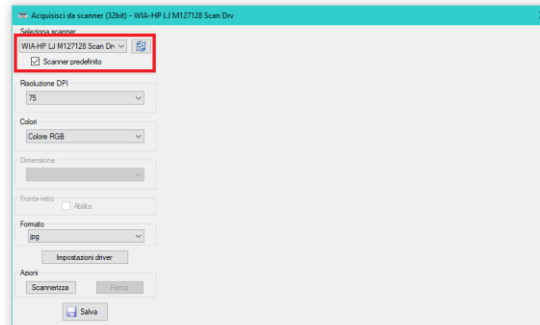 Acquisisci da scanner (32bit) - WIA-HP LJ M127128 Scan Drv
Seleziona scanner
WIA-HP LJ M127128 Scan Drv
Scanner predefinito
Risoluzione DPI
75
Colori
Colore RGB
Dimensione
Fronte-retro
Abilita
Formato
jpg
Impostazioni driver
Azioni
Scannerizza
Ferma
Salva